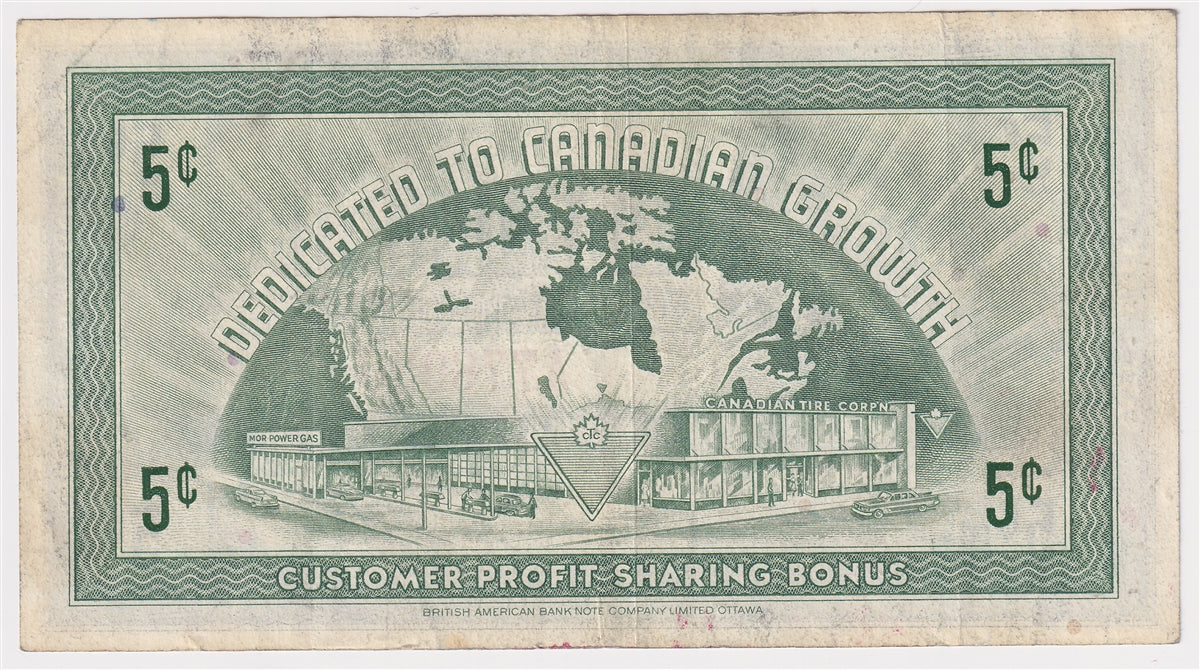 DEDICATED TO CANADIAN GROWTH
5¢ 5¢
CANADIAN TIRE CORP'N
MOR-POWER GAS
CTC
5¢ 5¢
CUSTOMER PROFIT SHARING BONUS
BRITISH AMERICAN BANK NOTE COMPANY LIMITED OTTAWA